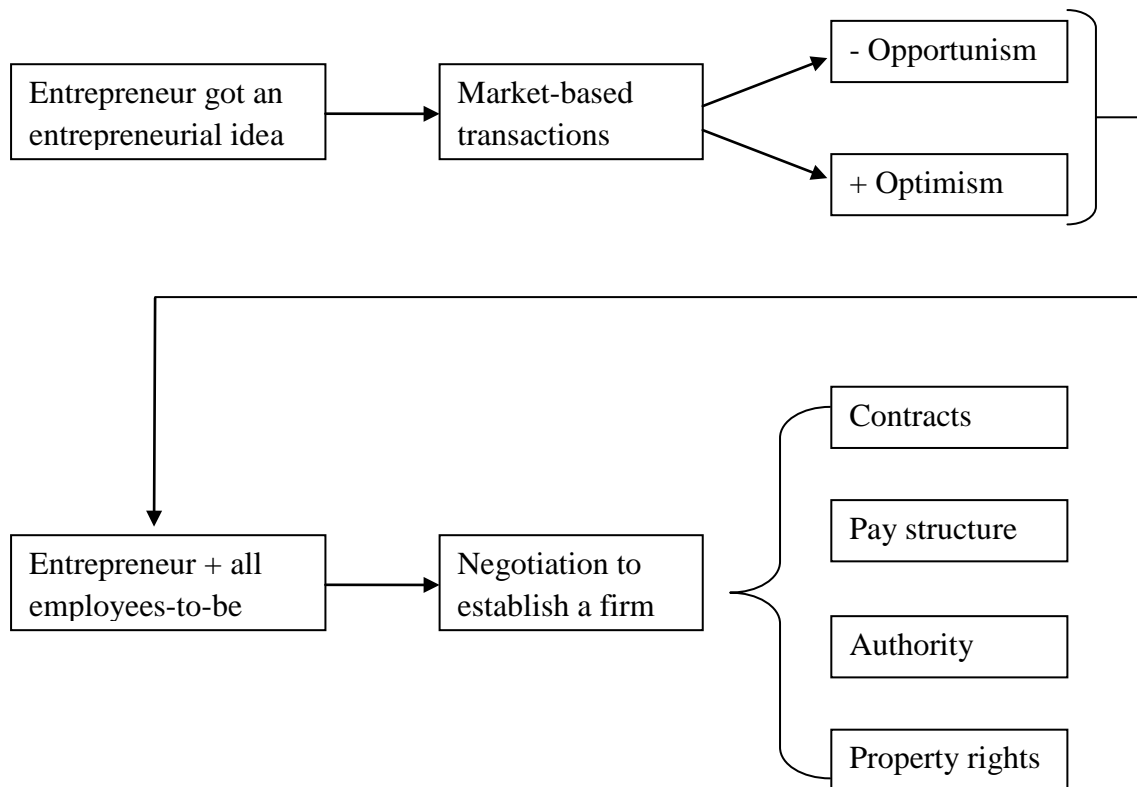 Entrepreneur got an
entrepreneurial idea
Market-based
transactions
- Opportunism
+ Optimism
Entrepreneur + all
employees-to-be
Negotiation to
establish a firm
Contracts
Pay structure
Authority
Property rights